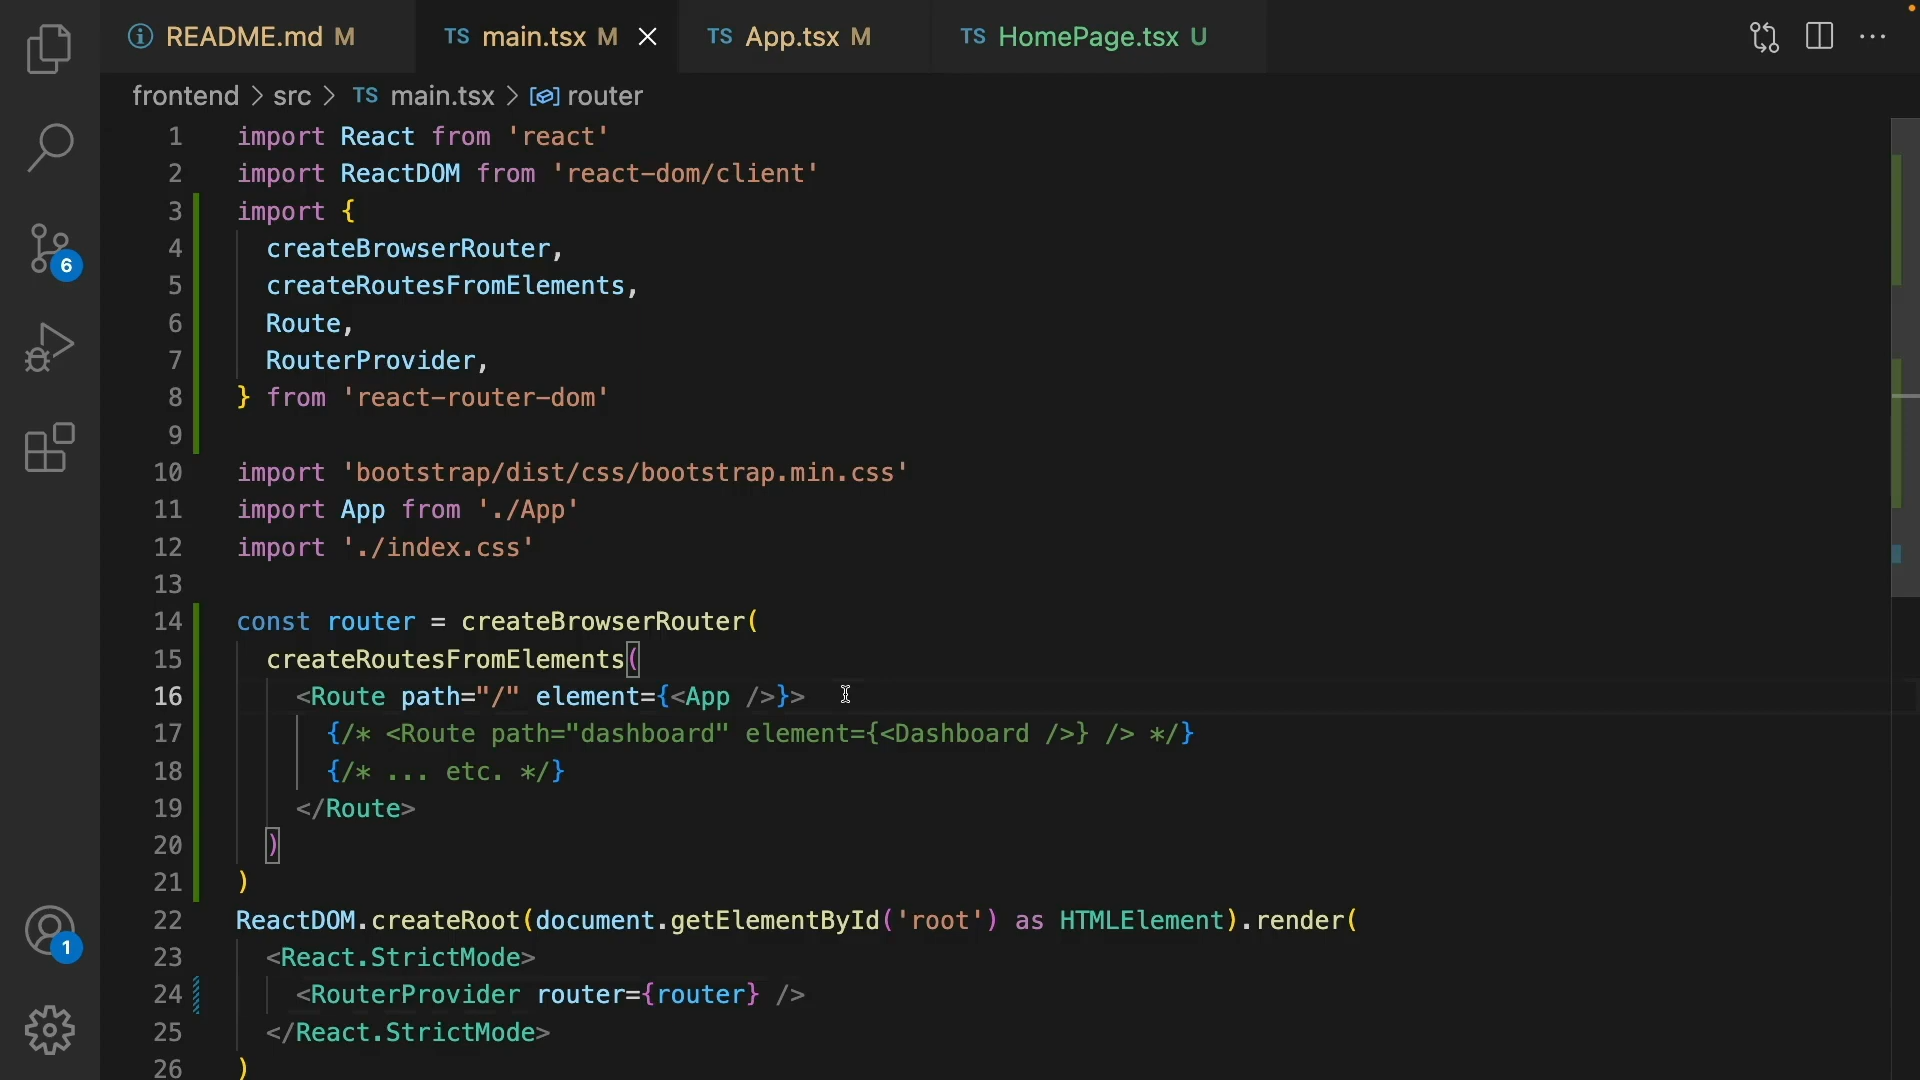 README.md M
TS main.tsx M
TS App.tsx M
TS HomePage.tsx U
frontend > src > TS main.tsx > router
1 import React from 'react'
2 import ReactDOM from 'react-dom/client'
3 import {
4 createBrowserRouter,
5 createRoutesFromElements,
6 Route,
7 RouterProvider,
8 } from 'react-router-dom'
9
10 import 'bootstrap/dist/css/bootstrap.min.css'
11 import App from './App'
12 import './index.css'
13
14 const router = createBrowserRouter(
15 createRoutesFromElements(
16 <Route path="/" element={<App />}>
17 {/* <Route path="dashboard" element={<Dashboard />} /> */}
18 {/* ... etc. */}
19 </Route>
20 )
21 )
22 ReactDOM.createRoot(document.getElementById('root') as HTMLElement).render(
23 <React.StrictMode>
24 <RouterProvider router={router} />
25 </React.StrictMode>
26 )
6
1